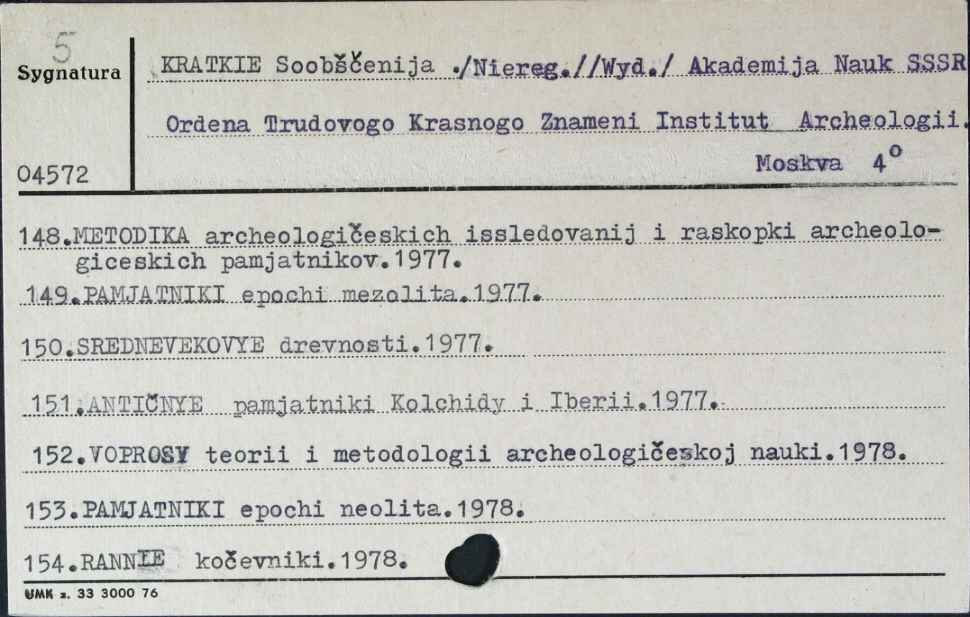 5
Sygnatura
KRATKIE Soobščenija ./Niereg.//Wyd./ Akademija Nauk SSSR
Ordena Trudovogo Krasnogo Znameni Institut Archeologii.
04572
Moskva 4°
148.METODIKA archeologičeskich issledovanij i raskopki archeolo-
giceskich pamjatnikov.1977.
149.PAMJATNIKI epochi mezolita.1977.
150.SREDNEVEKOVYE drevnosti.1977.
151.ANTIČNYE pamjatniki Kolchidy i Iberii.1977.
152.VOPROSY teorii i metodologii archeologičeskoj nauki.1978.
153.PAMJATNIKI epochi neolita.1978.
154.RANNIE kočevniki.1978.
UMK z. 33 3000 76